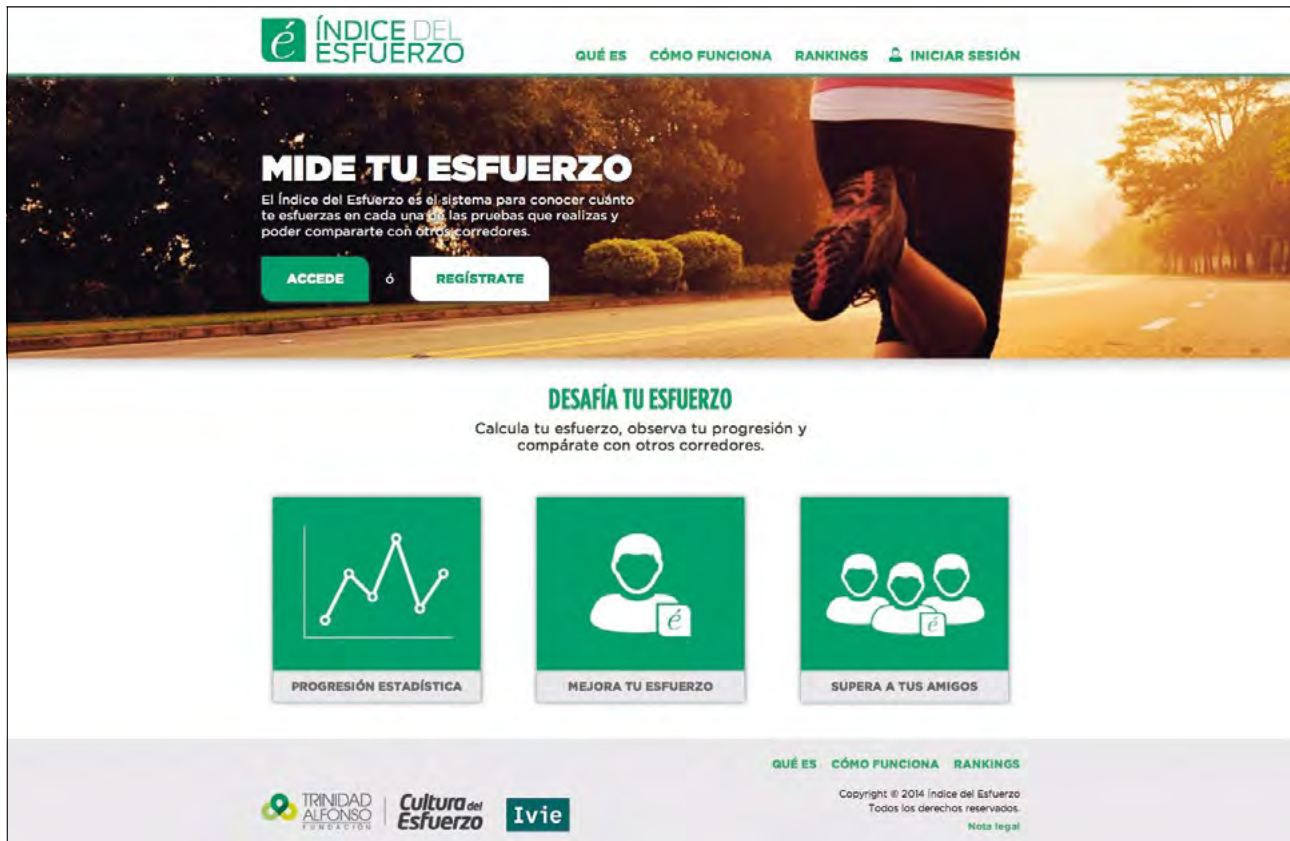 é ÍNDICE DEL
ESFUERZO
QUÉ ES CÓMO FUNCIONA RANKINGS INICIAR SESIÓN
MIDE TU ESFUERZO
El Índice del Esfuerzo es el sistema para conocer cuánto
te esfuerzas en cada una de las pruebas que realizas y
poder compararte con otros corredores.
ACCEDE ó REGÍSTRATE
DESAFÍA TU ESFUERZO
Calcula tu esfuerzo, observa tu progresión y
compárate con otros corredores.
é
é
PROGRESIÓN ESTADÍSTICA
MEJORA TU ESFUERZO
SUPERA A TUS AMIGOS
QUÉ ES CÓMO FUNCIONA RANKINGS
TRINIDAD
ALFONSO
FUNDACIÓN
Cultura del
Esfuerzo
Ivie
Copyright © 2014 Índice del Esfuerzo
Todos los derechos reservados.
Nota legal